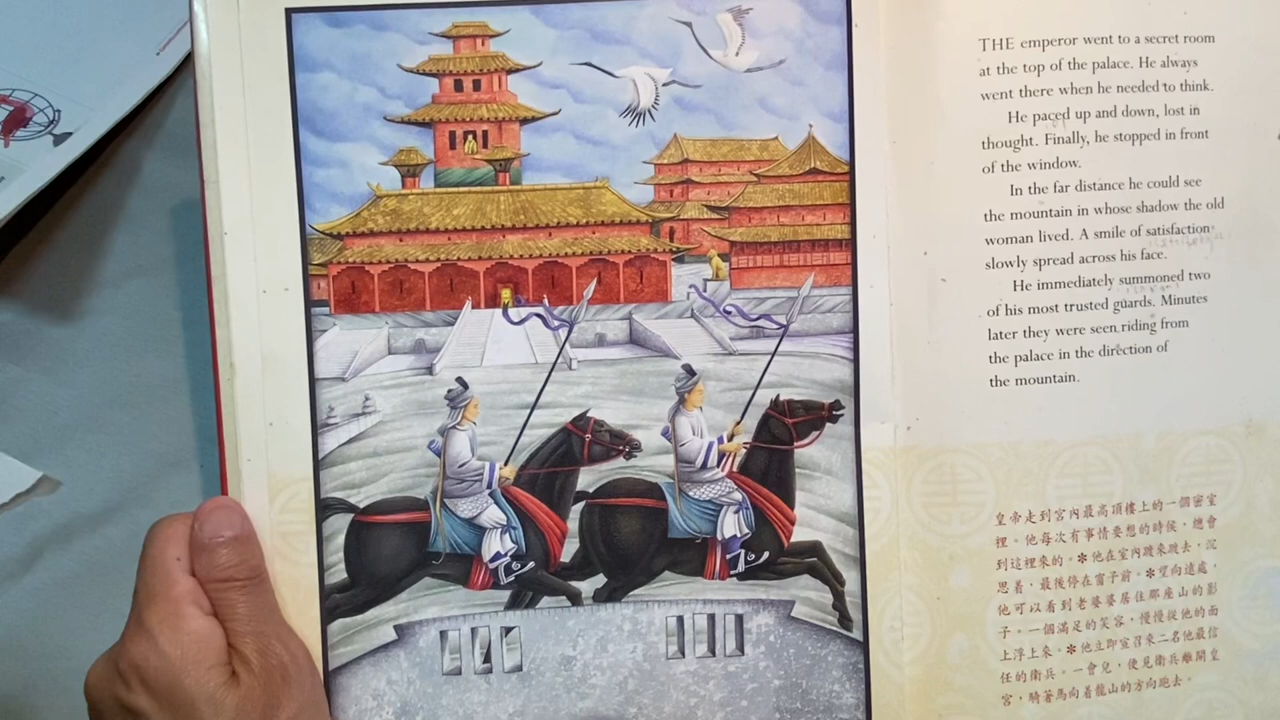 THE emperor went to a secret room
at the top of the palace. He always
went there when he needed to think.
He paced up and down, lost in
thought. Finally, he stopped in front
of the window.
In the far distance he could see
the mountain in whose shadow the old
woman lived. A smile of satisfaction
slowly spread across his face.
He immediately summoned two
of his most trusted guards. Minutes
later they were seen riding from
the palace in the direction of
the mountain.
皇帝走到宮內最高頂樓上的一個密室
裡。他每次有事情要想的時侯，總會
到這裡來的。✽他在室內踱來踱去，沉
思着，最後停在窗子前。✽望向遠處，
他可以看到老婆婆居住那座山的影
子。一個滿足的笑容，慢慢從他的面
上浮上來。✽他立即宣召來二名他最信
任的衛兵。一會兒，便見衛兵離開皇
宮，騎著馬向着龍山的方向跑去。